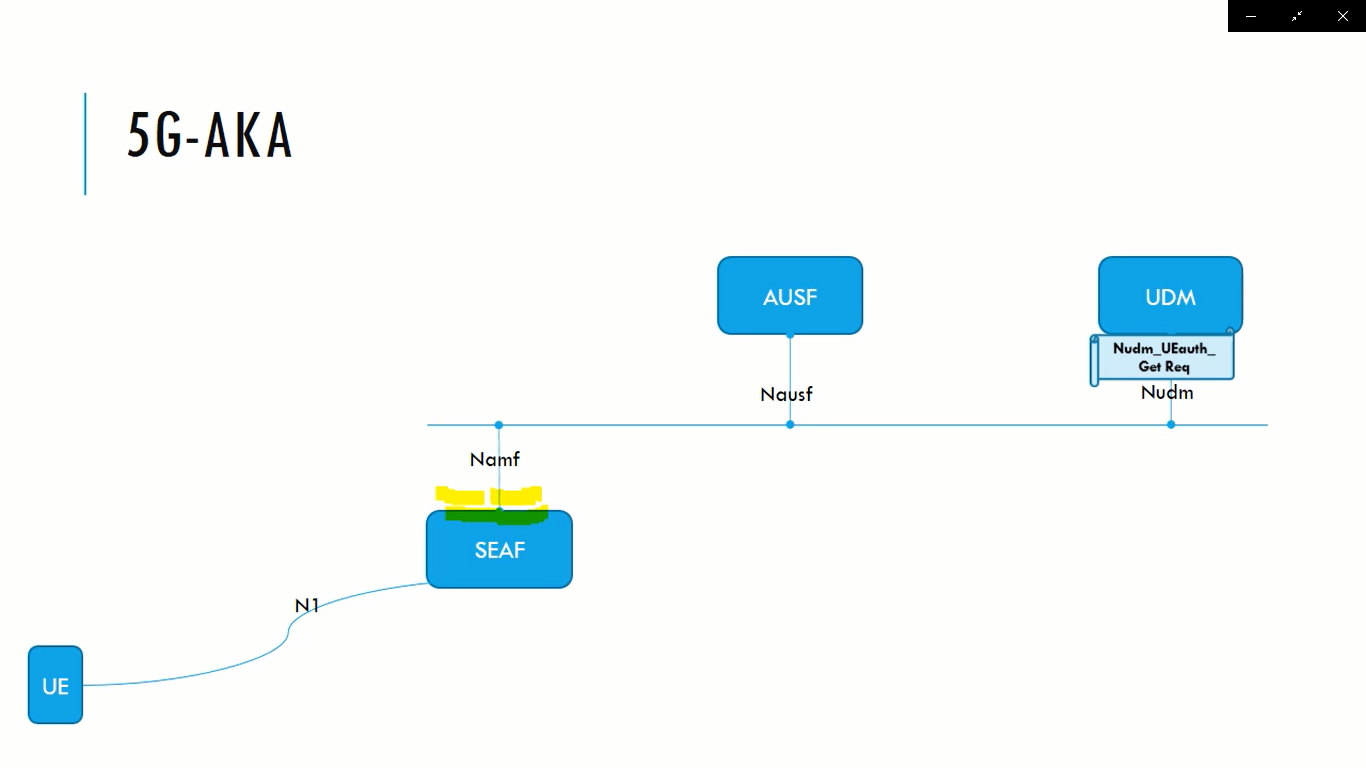 5G-AKA
AUSF
UDM
Nudm_UEauth_
Get Req
Nausf
Nudm
Namf
SEAF
N1
UE